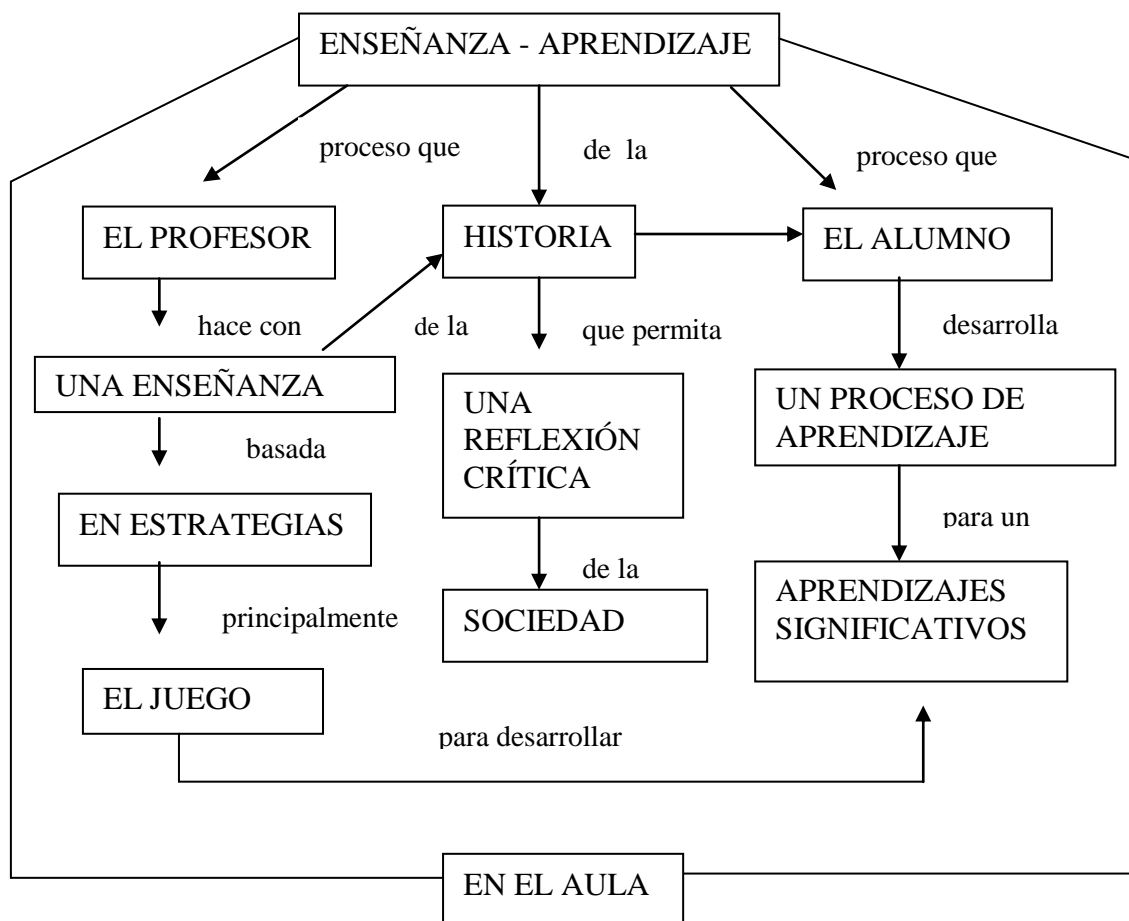 ENSEÑANZA - APRENDIZAJE
proceso que
de la
proceso que
EL PROFESOR
HISTORIA
EL ALUMNO
hace con
de la
que permita
desarrolla
UNA ENSEÑANZA
UNA
REFLEXIÓN
CRÍTICA
UN PROCESO DE
APRENDIZAJE
basada
EN ESTRATEGIAS
para un
de la
APRENDIZAJES
SIGNIFICATIVOS
principalmente
SOCIEDAD
EL JUEGO
para desarrollar
EN EL AULA